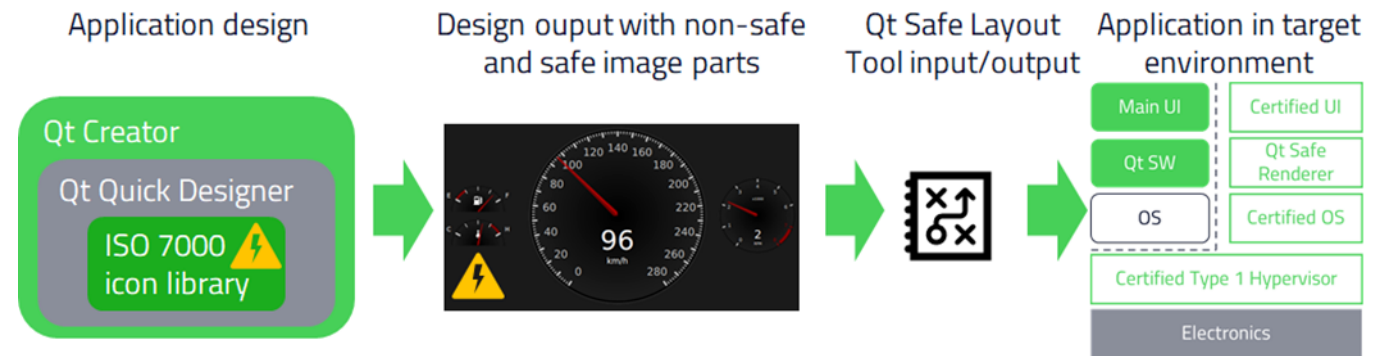 Application design
Design ouput with non-safe
and safe image parts
Qt Safe Layout
Tool input/output
Application in target
environment
Qt Creator
Qt Quick Designer
ISO 7000
icon library
E
F
C
H
0
20
40
60
80
100
120
140
160
180
200
220
240
260
280
96
km/h
2
Main UI
Certified UI
Qt SW
Qt Safe
Renderer
OS
Certified OS
Certified Type 1 Hypervisor
Electronics